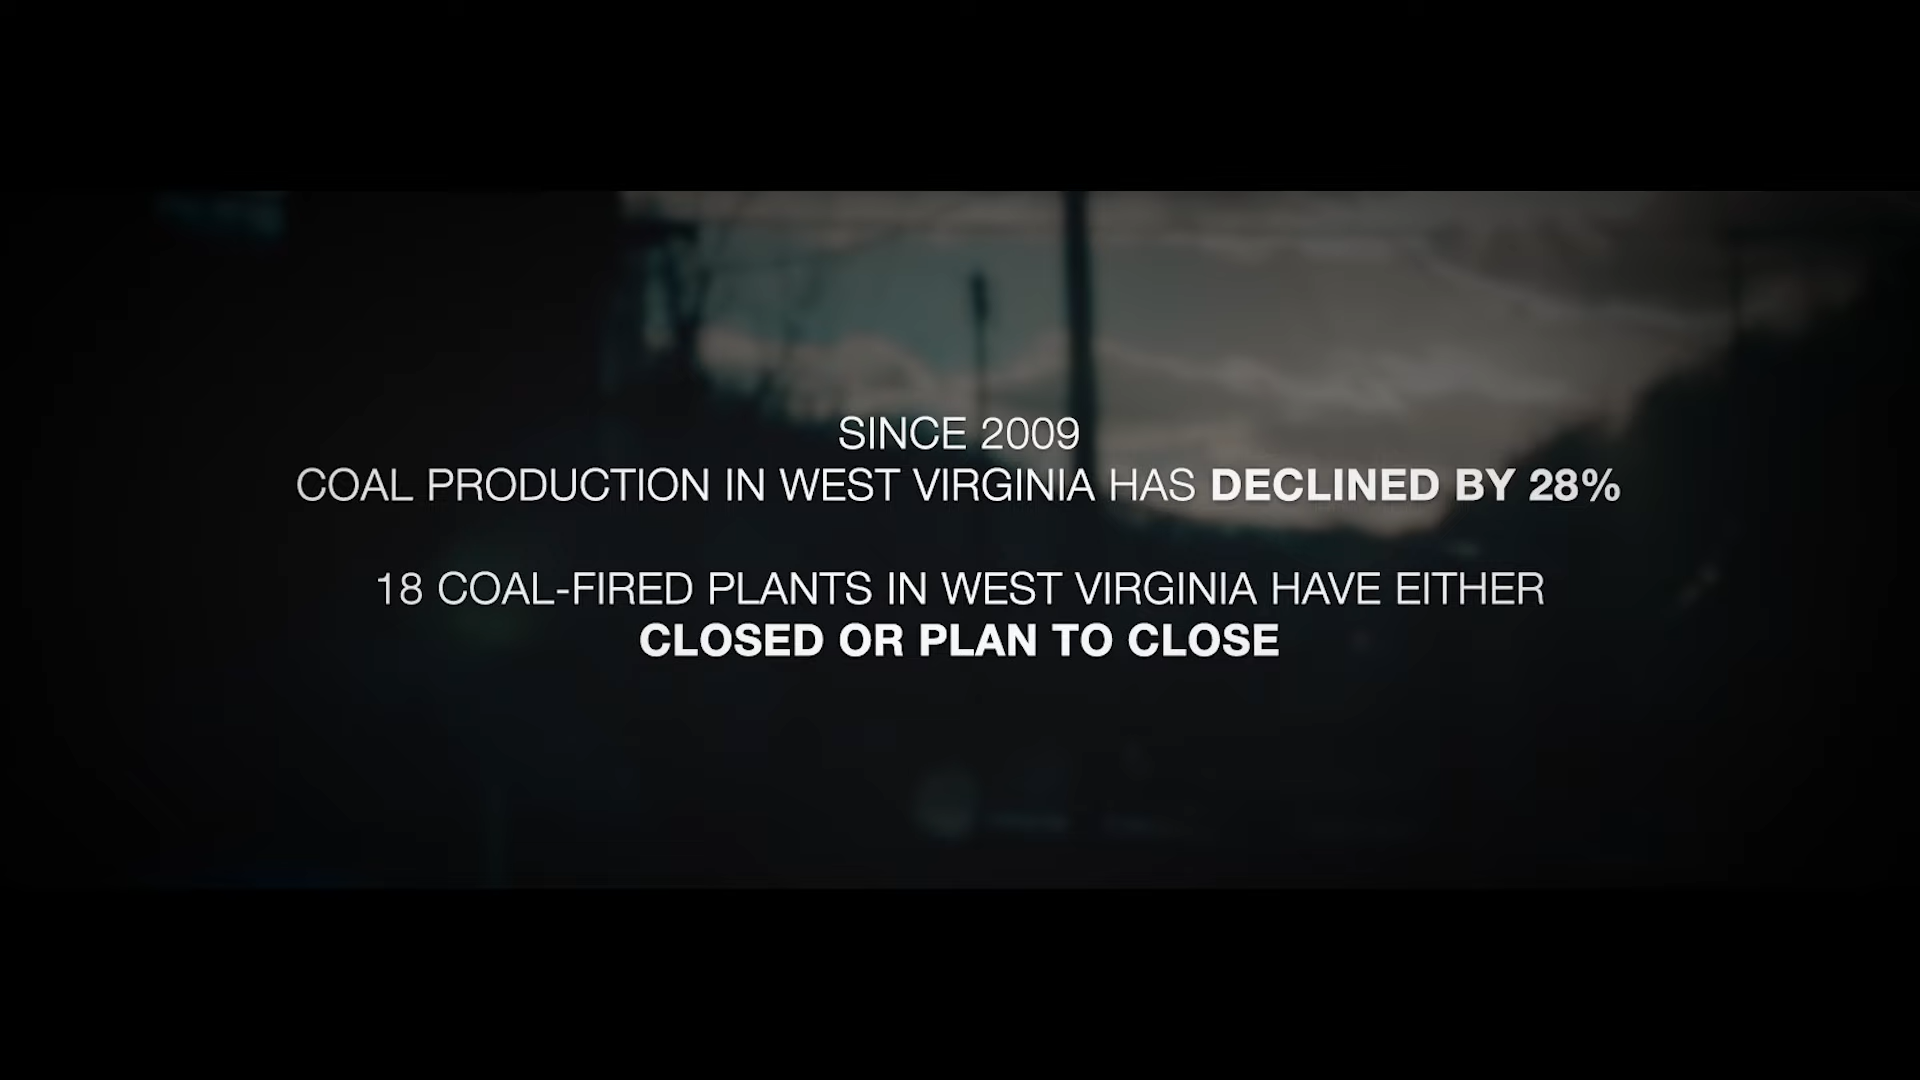 SINCE 2009
COAL PRODUCTION IN WEST VIRGINIA HAS DECLINED BY 28%
18 COAL-FIRED PLANTS IN WEST VIRGINIA HAVE EITHER
CLOSED OR PLAN TO CLOSE